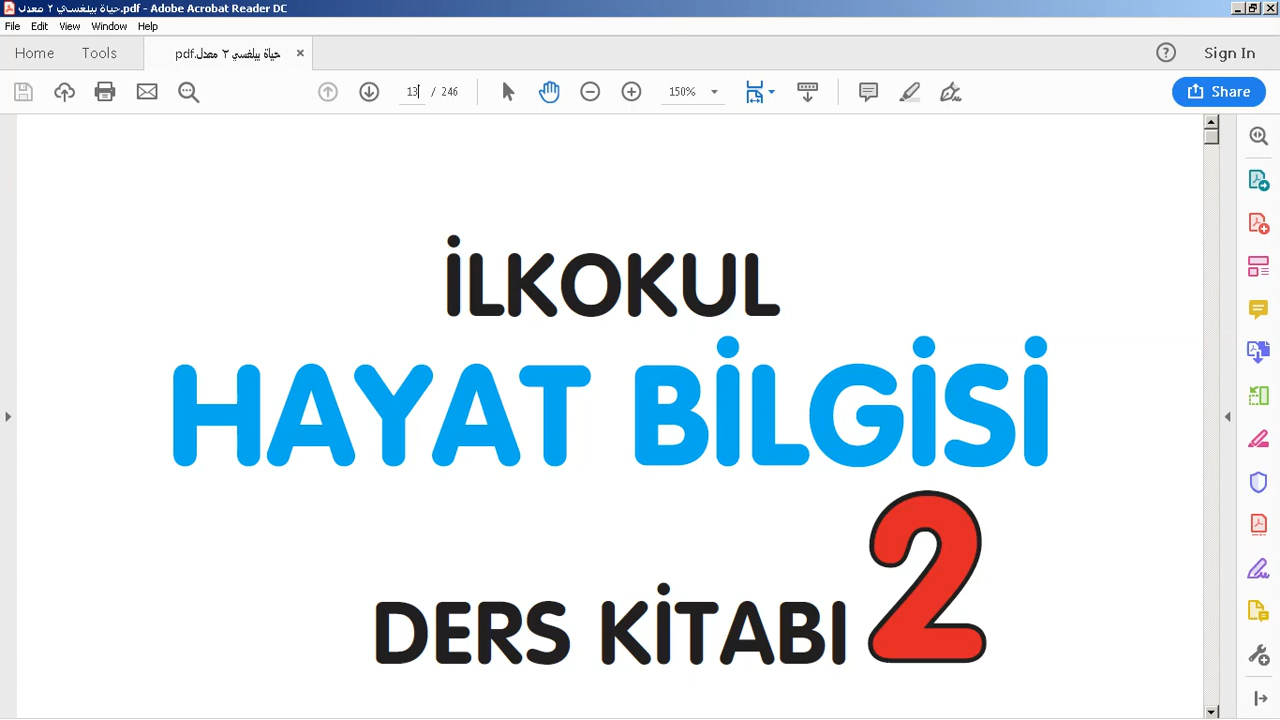 حياة بيلغسي ٢ معدل.pdf - Adobe Acrobat Reader DC
File Edit View Window Help
Home Tools حياة بيلغسي ٢ معدل.pdf × Sign In
13 / 246 150% Share
İLKOKUL
HAYAT BİLGİSİ
2
DERS KİTABI